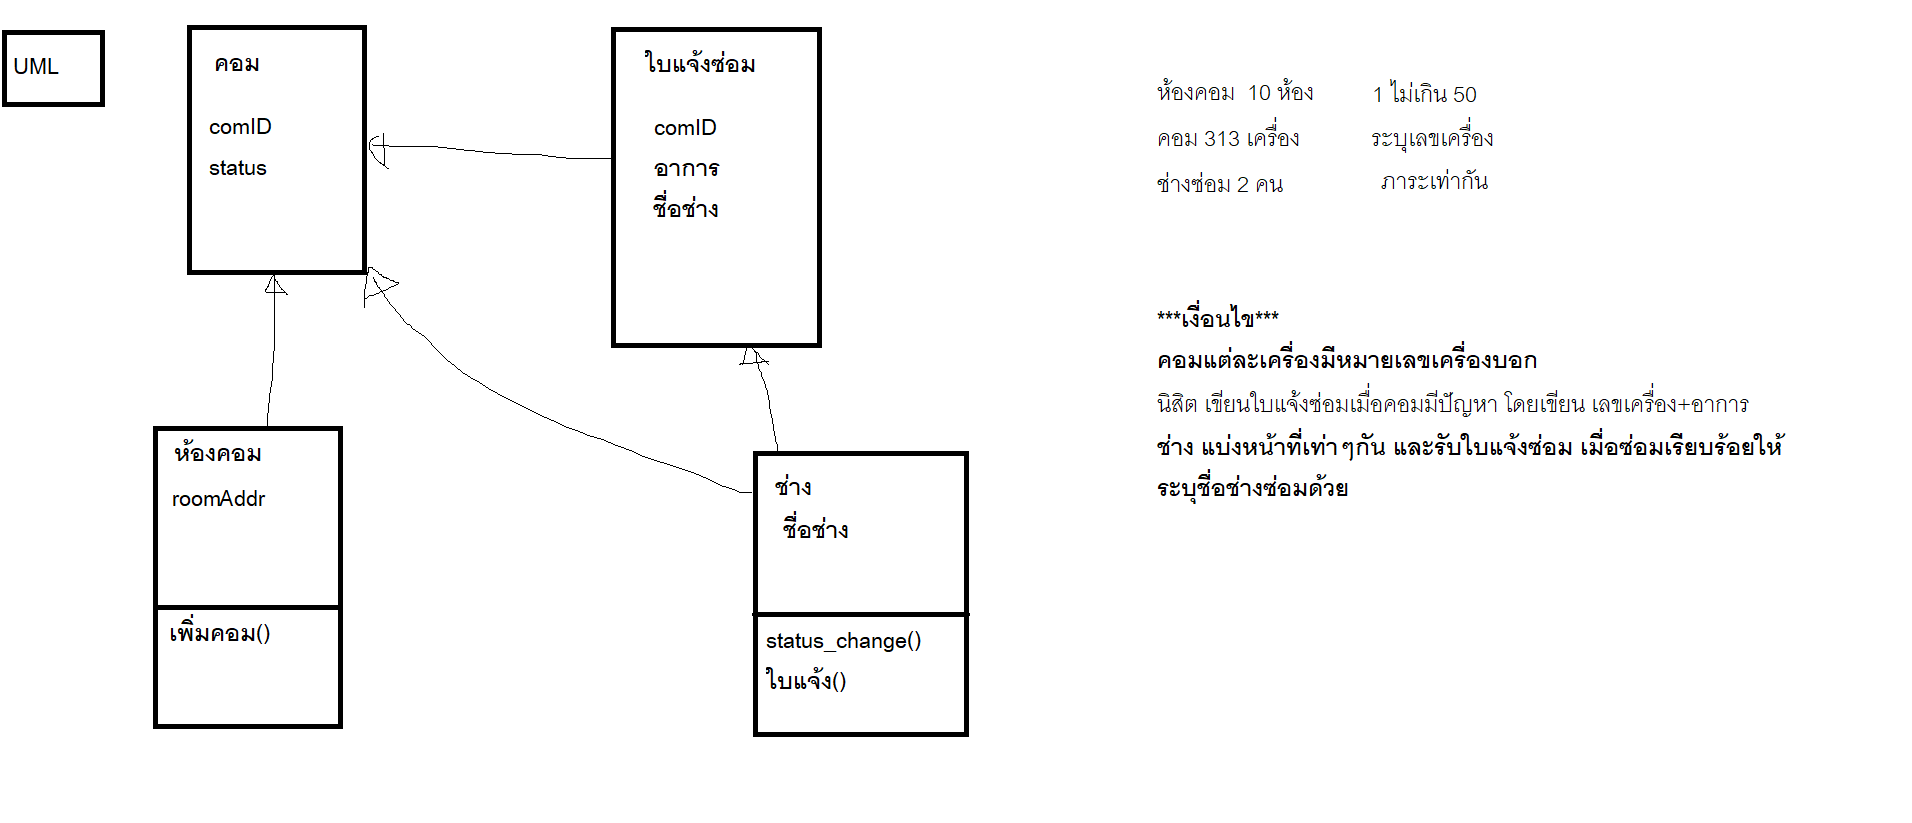 UML
คอม
comID
status
ใบแจ้งซ่อม
comID
อาการ
ชื่อช่าง
ห้องคอม
roomAddr
เพิ่มคอม()
ช่าง
ชื่อช่าง
status_change()
ใบแจ้ง()
ห้องคอม 10 ห้อง 1 ไม่เกิน 50
คอม 313 เครื่อง ระบุเลขเครื่อง
ช่างซ่อม 2 คน ภาระเท่ากัน
***เงื่อนไข***
คอมแต่ละเครื่องมีหมายเลขเครื่องบอก
นิสิต เขียนใบแจ้งซ่อมเมื่อคอมมีปัญหา โดยเขียน เลขเครื่อง+อาการ
ช่าง แบ่งหน้าที่เท่าๆกัน และรับใบแจ้งซ่อม เมื่อซ่อมเรียบร้อยให้
ระบุชื่อช่างซ่อมด้วย